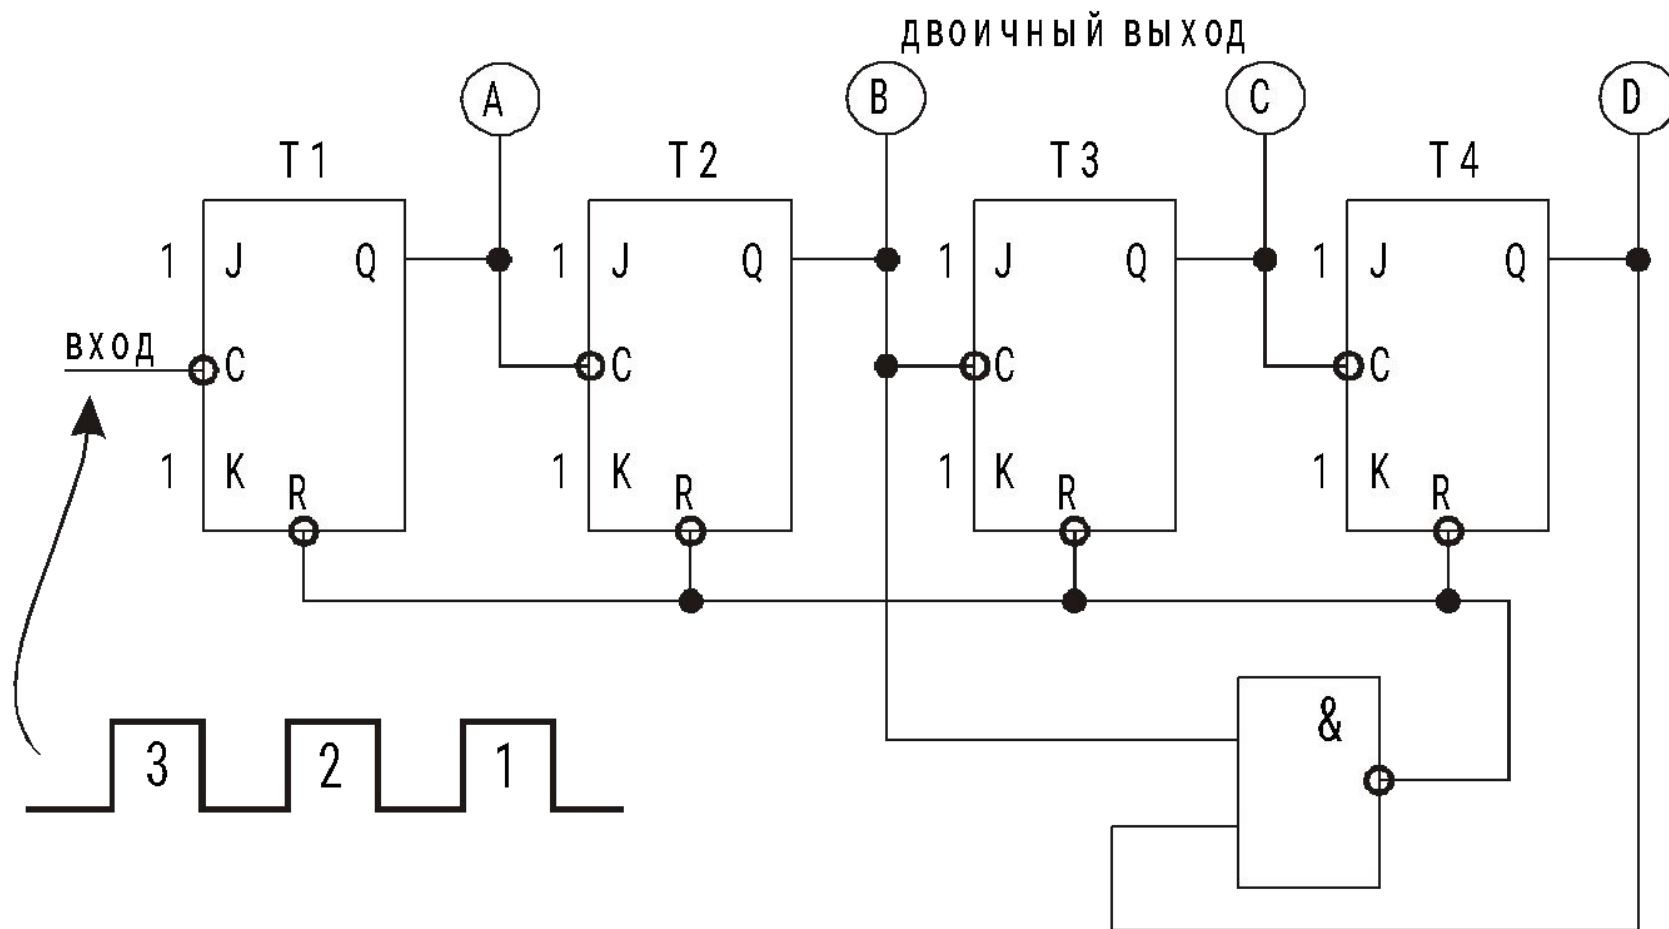 ДВОИЧНЫЙ ВЫХОД
A B C D
T1 T2 T3 T4
1 J Q 1 J Q 1 J Q 1 J Q
ВХОД C C C C
1 K 1 K 1 K 1 K
R R R R
&
3 2 1